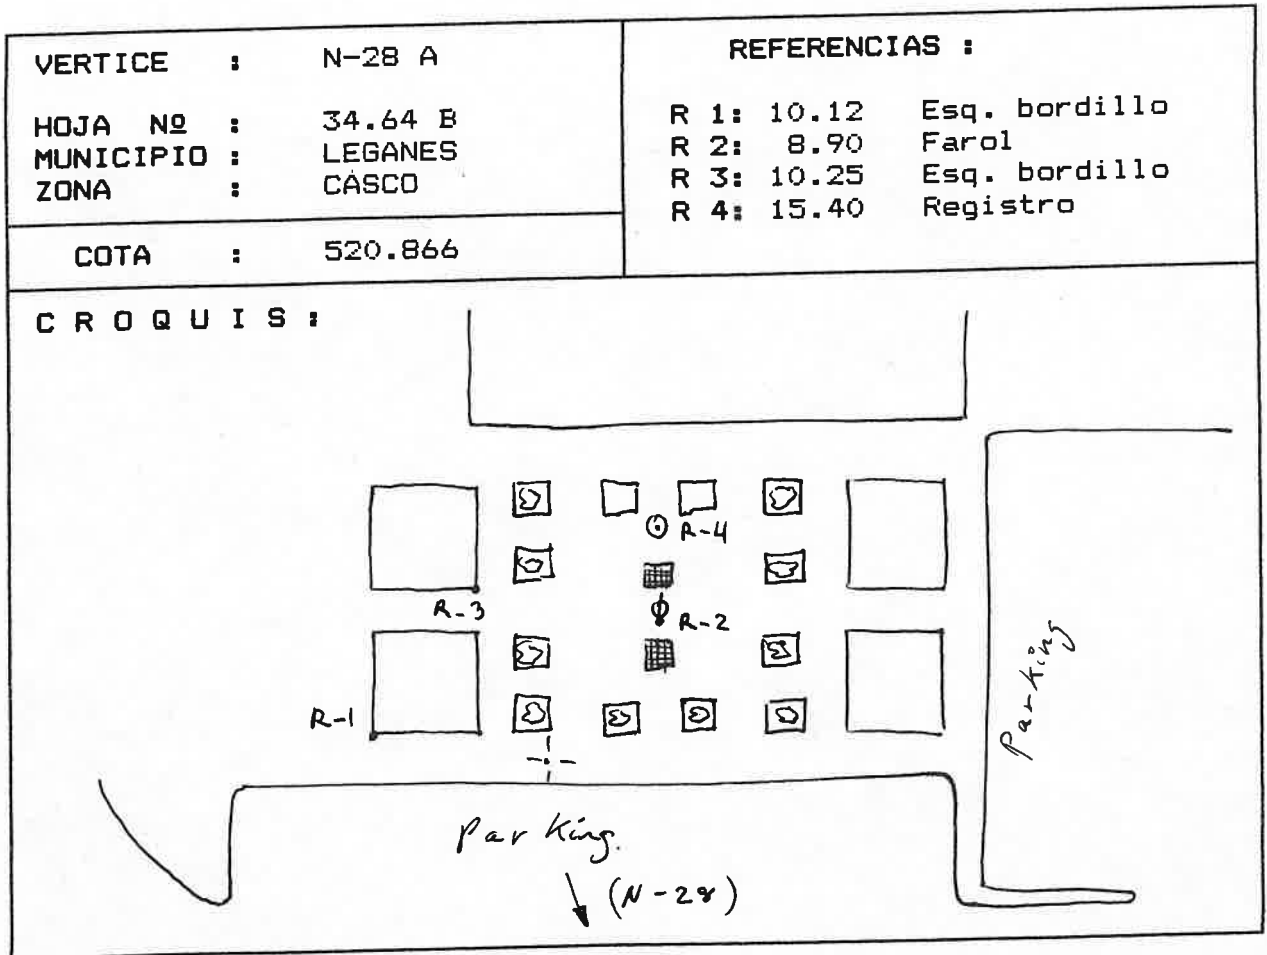 VERTICE : N-28 A
HOJA Nº : 34.64 B
MUNICIPIO : LEGANES
ZONA : CASCO
COTA : 520.866
REFERENCIAS :
R 1: 10.12 Esq. bordillo
R 2: 8.90 Farol
R 3: 10.25 Esq. bordillo
R 4: 15.40 Registro
CROQUIS:
R-4
R-3
R-2
R-1
Parking
Parking.
(N-28)